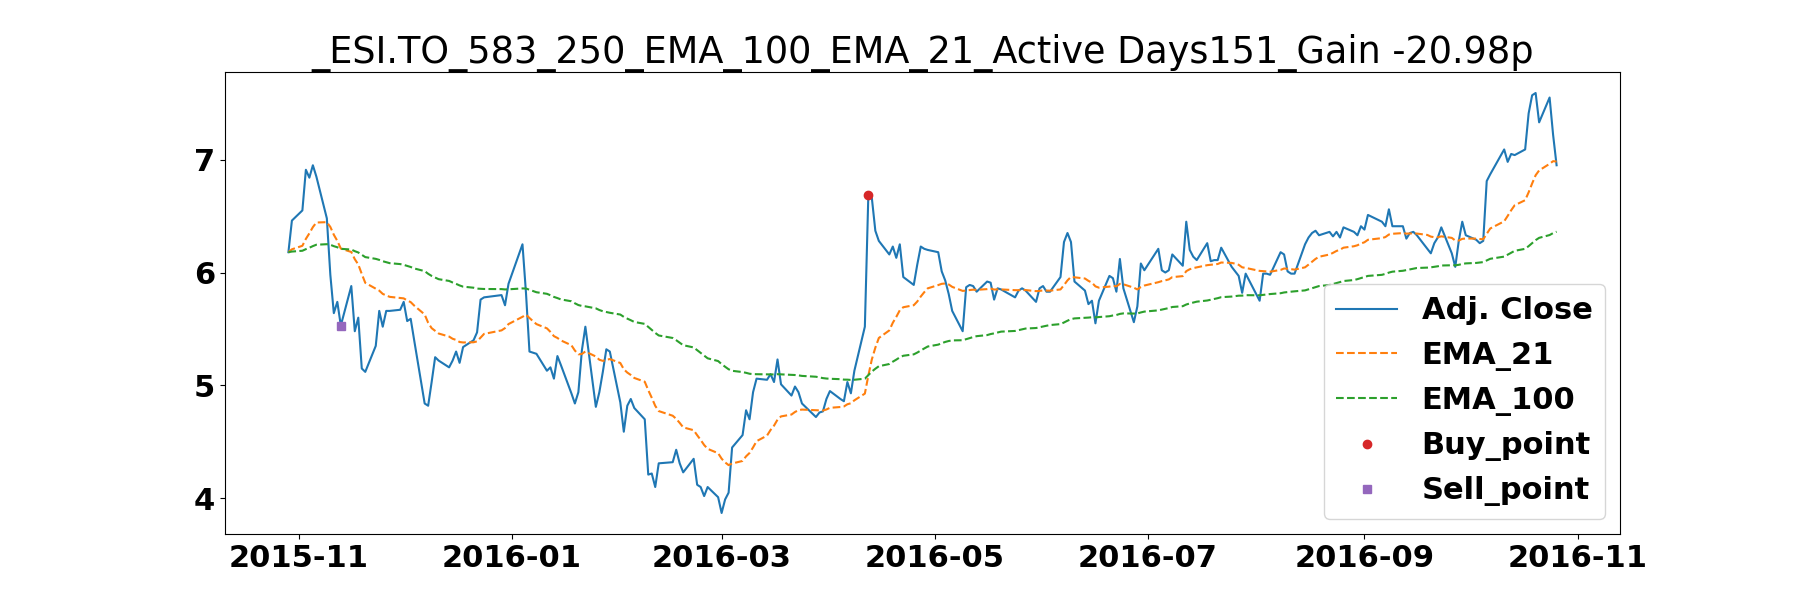 _ESI.TO_583_250_EMA_100_EMA_21_Active Days151_Gain -20.98p
7
6
5
4
2015-11 2016-01 2016-03 2016-05 2016-07 2016-09 2016-11
Adj. Close
EMA_21
EMA_100
Buy_point
Sell_point